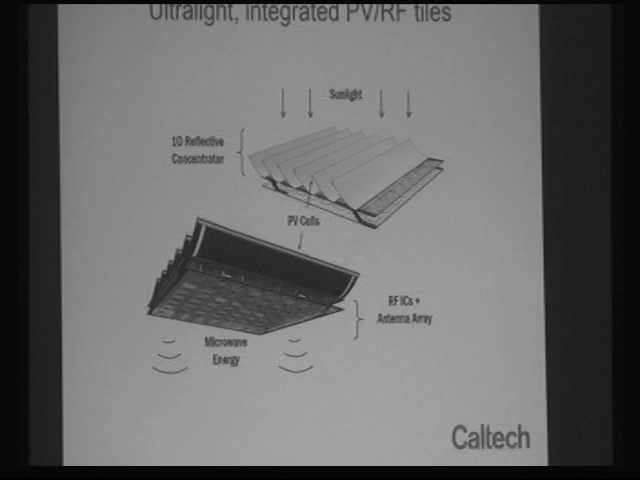 Ultralight, integrated PV/RF tiles
Sunlight
1D Reflective
Concentrator
PV Cells
RF ICs +
Antenna Array
Microwave
Energy
Caltech